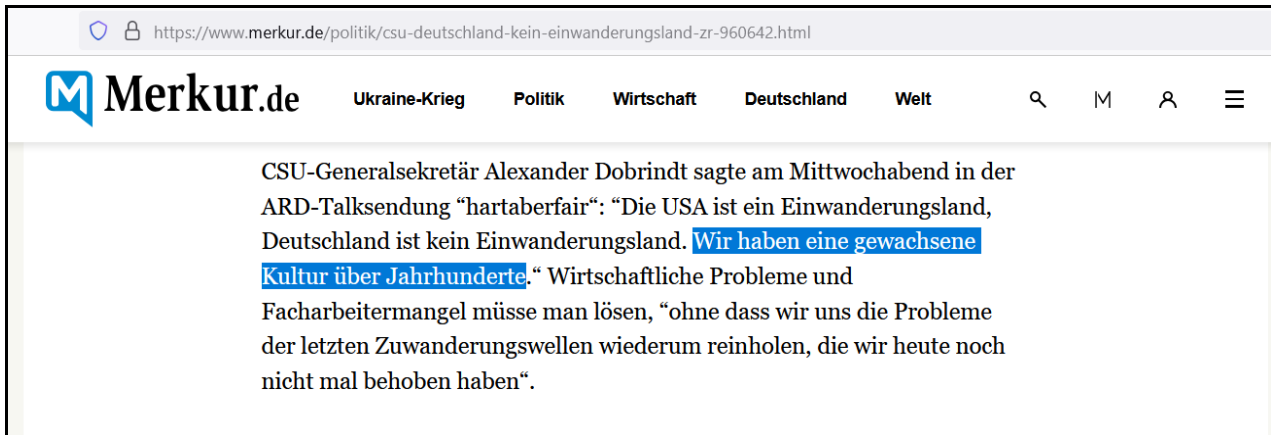 https://www.merkur.de/politik/csu-deutschland-kein-einwanderungsland-zr-960642.html
M Merkur.de Ukraine-Krieg Politik Wirtschaft Deutschland Welt M
CSU-Generalsekretär Alexander Dobrindt sagte am Mittwochabend in der
ARD-Talksendung “hartaberfair“: “Die USA ist ein Einwanderungsland,
Deutschland ist kein Einwanderungsland. Wir haben eine gewachsene
Kultur über Jahrhunderte.“ Wirtschaftliche Probleme und
Facharbeitermangel müsse man lösen, “ohne dass wir uns die Probleme
der letzten Zuwanderungswellen wiederum reinholen, die wir heute noch
nicht mal behoben haben“.